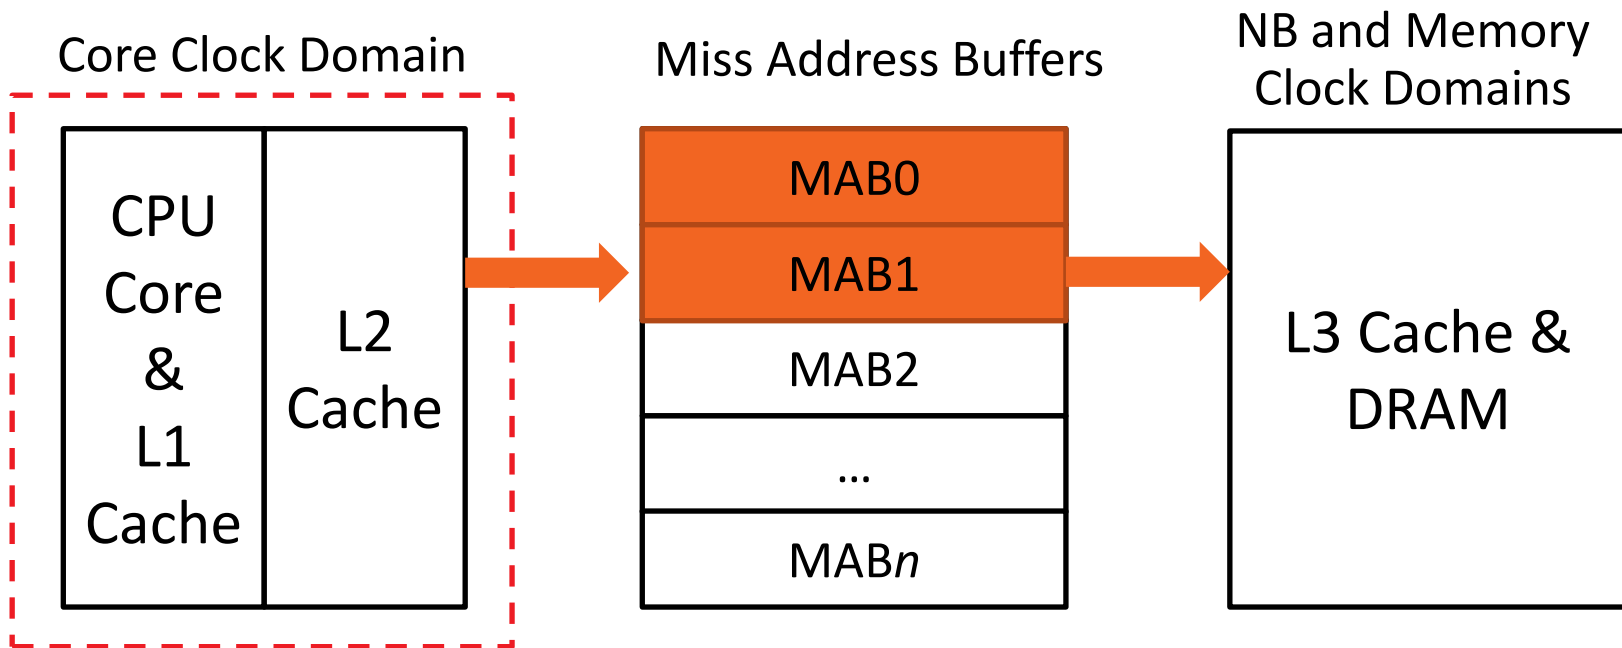 Core Clock Domain
CPU
Core
&
L1
Cache
L2
Cache
Miss Address Buffers
MAB0
MAB1
MAB2
...
MABn
NB and Memory
Clock Domains
L3 Cache &
DRAM